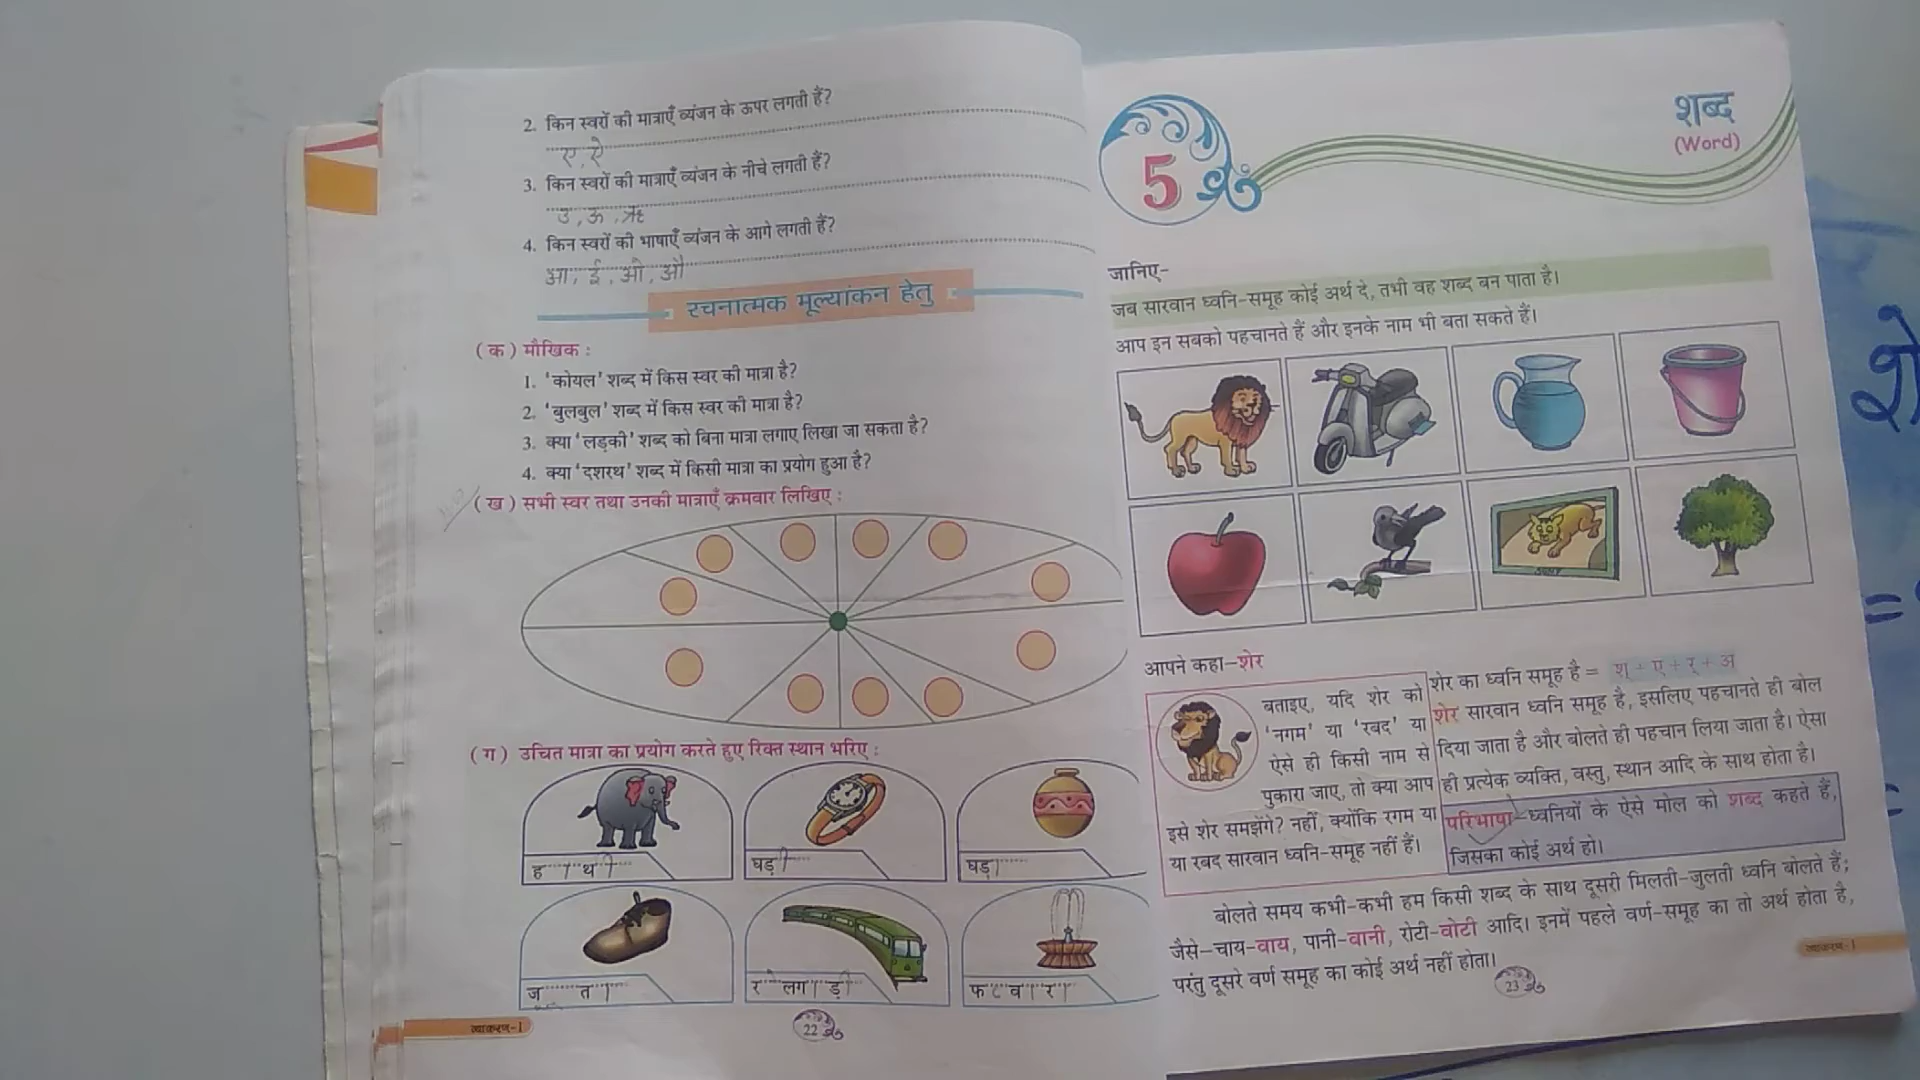 2. किन स्वरों की मात्राएँ व्यंजन के ऊपर लगती हैं?
ए, ऐ
3. किन स्वरों की मात्राएँ व्यंजन के नीचे लगती हैं?
उ, ऊ, ऋ
4. किन स्वरों की भाषाएँ व्यंजन के आगे लगती हैं?
आ, ई, ओ, औ
रचनात्मक मूल्यांकन हेतु
(क) मौखिक :
1. 'कोयल' शब्द में किस स्वर की मात्रा है?
2. 'बुलबुल' शब्द में किस स्वर की मात्रा है?
3. क्या 'लड़की' शब्द को बिना मात्रा लगाए लिखा जा सकता है?
4. क्या 'दशरथ' शब्द में किसी मात्रा का प्रयोग हुआ है?
(ख) सभी स्वर तथा उनकी मात्राएँ क्रमवार लिखिए :
(ग) उचित मात्रा का प्रयोग करते हुए रिक्त स्थान भरिए :
ह ा थ ी
घड़ ी
घड़ ा
ज ू त ा
र े लग ा ड़ ी
फ व ा र ा
व्याकरण-1
22
5
शब्द
(Word)
जानिए-
जब सारवान ध्वनि-समूह कोई अर्थ दे, तभी वह शब्द बन पाता है।
आप इन सबको पहचानते हैं और इनके नाम भी बता सकते हैं।
आपने कहा-शेर
बताइए, यदि शेर को
'नगम' या 'रबद' या
ऐसे ही किसी नाम से
पुकारा जाए, तो क्या आप
इसे शेर समझेंगे? नहीं, क्योंकि रगम या
या रबद सारवान ध्वनि-समूह नहीं हैं।
शेर का ध्वनि समूह है = श् + ए + र् + अ
शेर सारवान ध्वनि समूह है, इसलिए पहचानते ही बोल
दिया जाता है और बोलते ही पहचान लिया जाता है। ऐसा
ही प्रत्येक व्यक्ति, वस्तु, स्थान आदि के साथ होता है।
परिभाषा-ध्वनियों के ऐसे मोल को शब्द कहते हैं,
जिसका कोई अर्थ हो।
बोलते समय कभी-कभी हम किसी शब्द के साथ दूसरी मिलती-जुलती ध्वनि बोलते हैं;
जैसे-चाय-वाय, पानी-वानी, रोटी-वोटी आदि। इनमें पहले वर्ण-समूह का तो अर्थ होता है,
परंतु दूसरे वर्ण समूह का कोई अर्थ नहीं होता।
व्याकरण-1
23